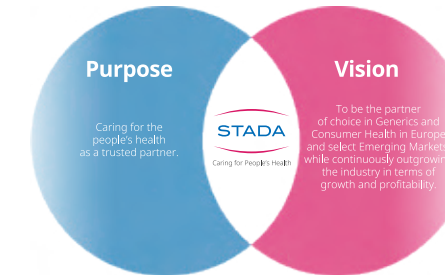 Purpose
Caring for the
people's health
as a trusted partner.
STADA
Caring for People's Health
Vision
To be the partner
of choice in Generics and
Consumer Health in Europe
and select Emerging Markets
while continuously outgrowing
the industry in terms of
growth and profitability.